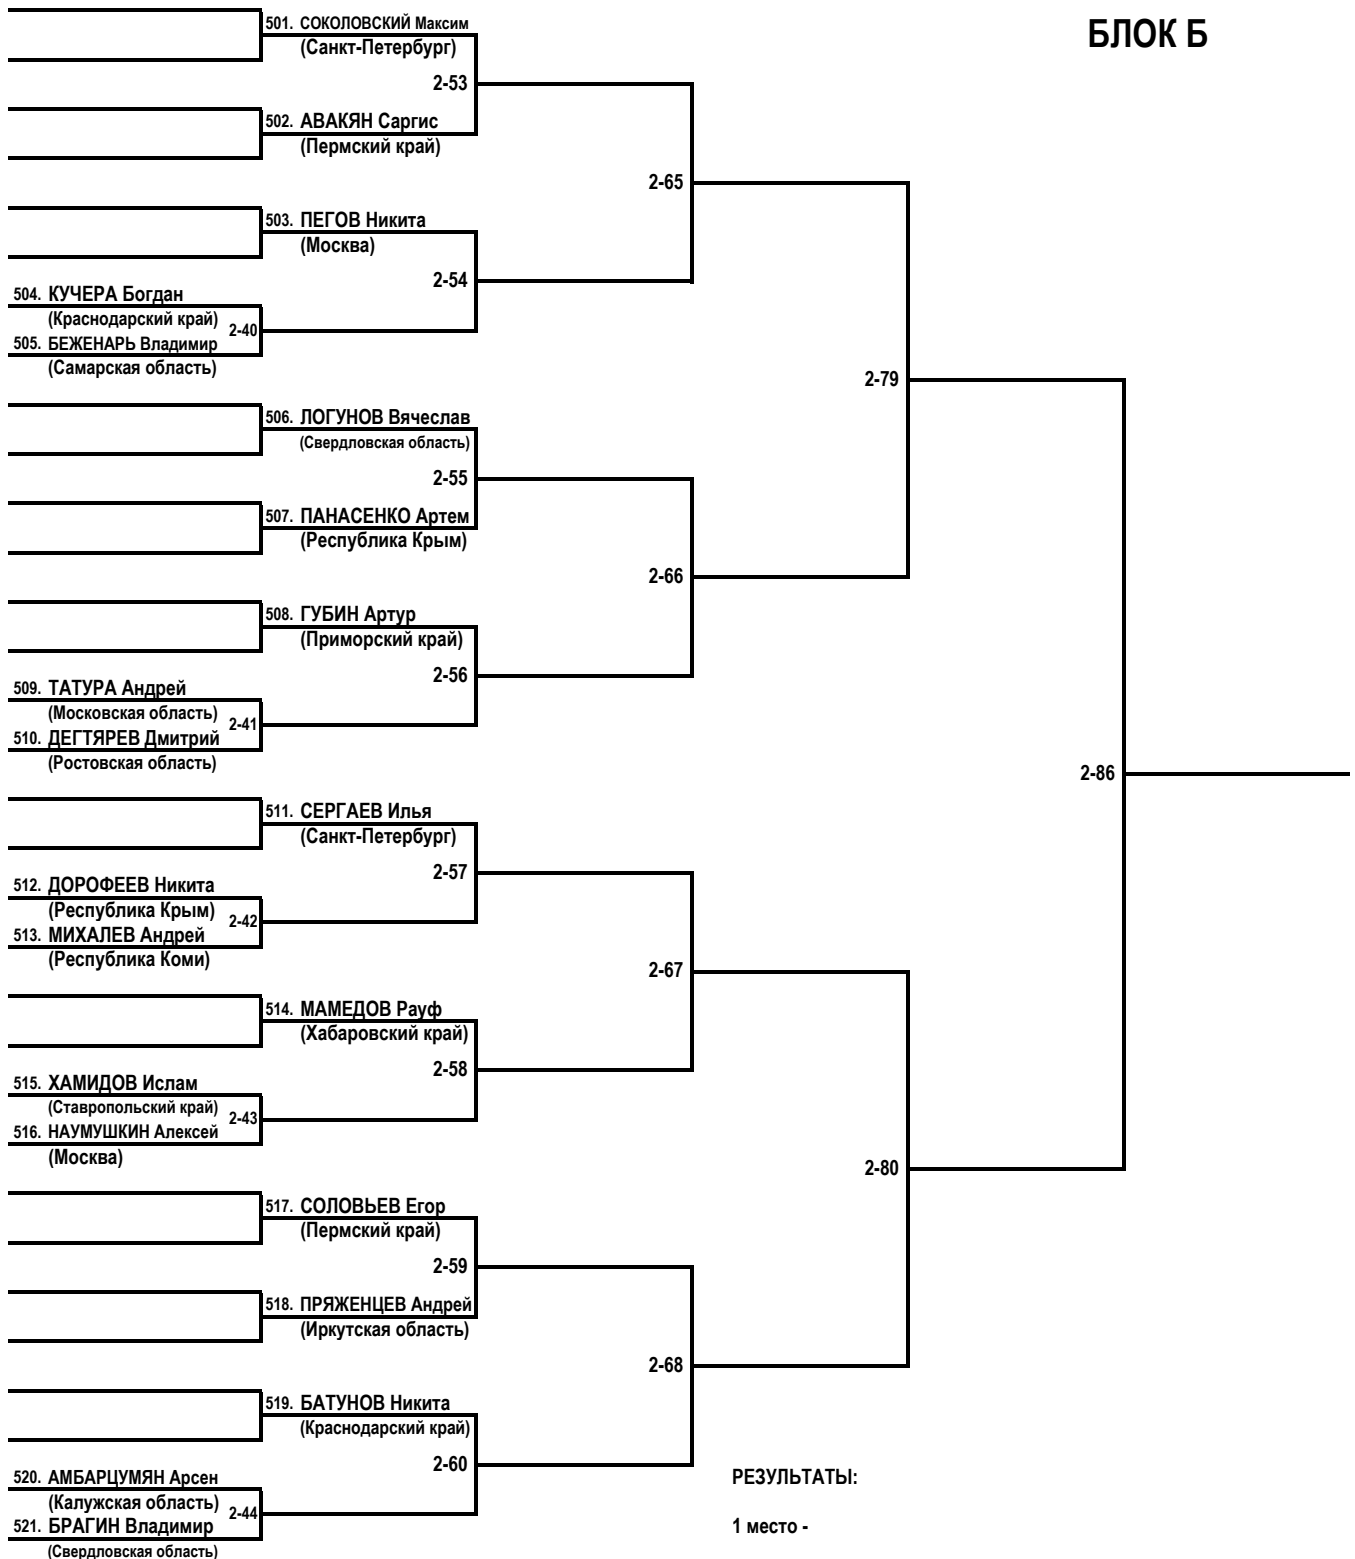 БЛОК Б
501. СОКОЛОВСКИЙ Максим
(Санкт-Петербург)
2-53
502. АВАКЯН Саргис
(Пермский край)
2-65
503. ПЕГОВ Никита
(Москва)
2-54
504. КУЧЕРА Богдан
(Краснодарский край)
2-40
505. БЕЖЕНАРЬ Владимир
(Самарская область)
2-79
506. ЛОГУНОВ Вячеслав
(Свердловская область)
2-55
507. ПАНАСЕНКО Артем
(Республика Крым)
2-66
508. ГУБИН Артур
(Приморский край)
2-56
509. ТАТУРА Андрей
(Московская область)
2-41
510. ДЕГТЯРЕВ Дмитрий
(Ростовская область)
2-86
511. СЕРГАЕВ Илья
(Санкт-Петербург)
2-57
512. ДОРОФЕЕВ Никита
(Республика Крым)
2-42
513. МИХАЛЕВ Андрей
(Республика Коми)
2-67
514. МАМЕДОВ Рауф
(Хабаровский край)
2-58
515. ХАМИДОВ Ислам
(Ставропольский край)
2-43
516. НАУМУШКИН Алексей
(Москва)
2-80
517. СОЛОВЬЕВ Егор
(Пермский край)
2-59
518. ПРЯЖЕНЦЕВ Андрей
(Иркутская область)
2-68
519. БАТУНОВ Никита
(Краснодарский край)
2-60
520. АМБАРЦУМЯН Арсен
(Калужская область)
2-44
521. БРАГИН Владимир
(Свердловская область)
РЕЗУЛЬТАТЫ:
1 место -